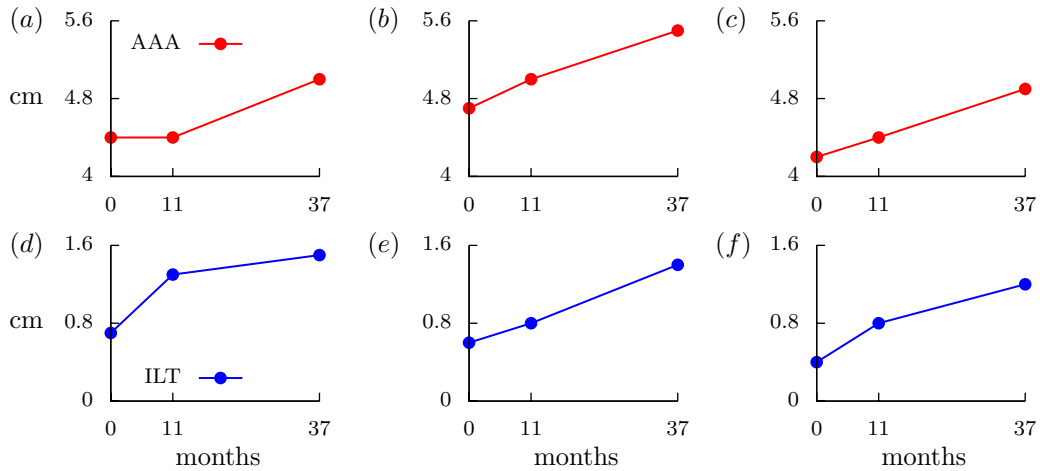 (a) 5.6 (b) 5.6 (c) 5.6
AAA
cm 4.8 4.8 4.8
4 4 4
0 11 37 0 11 37 0 11 37
(d) 1.6 (e) 1.6 (f) 1.6
cm 0.8 0.8 0.8
ILT
0 0 0
0 11 37 0 11 37 0 11 37
months months months